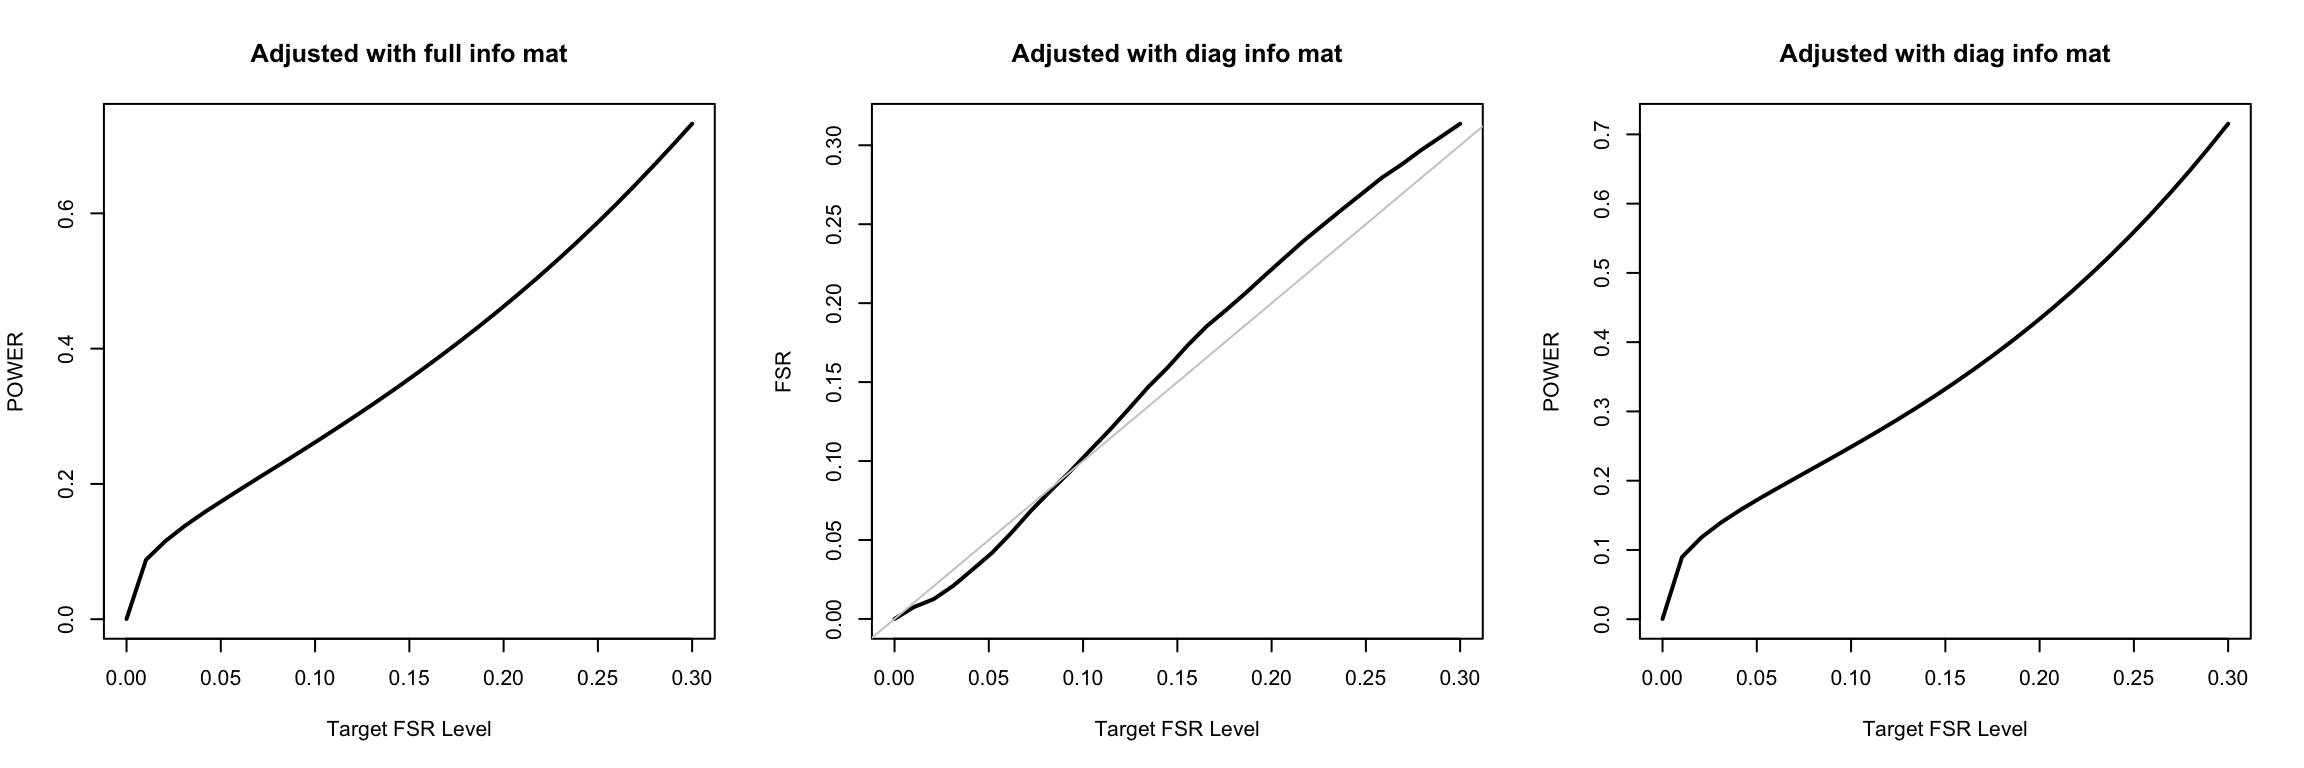 Adjusted with full info mat
POWER
0.0
0.2
0.4
0.6
0.00 0.05 0.10 0.15 0.20 0.25 0.30
Target FSR Level
Adjusted with diag info mat
FSR
0.00
0.05
0.10
0.15
0.20
0.25
0.30
0.00 0.05 0.10 0.15 0.20 0.25 0.30
Target FSR Level
Adjusted with diag info mat
POWER
0.0
0.1
0.2
0.3
0.4
0.5
0.6
0.7
0.00 0.05 0.10 0.15 0.20 0.25 0.30
Target FSR Level